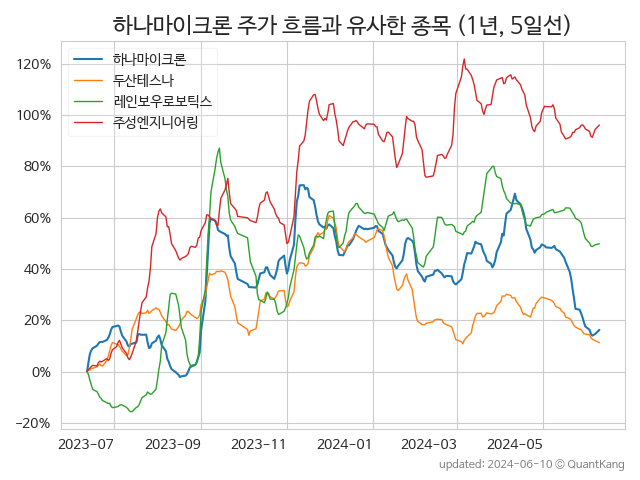 하나마이크론 주가 흐름과 유사한 종목 (1년, 5일선)
하나마이크론
두산테스나
레인보우로보틱스
주성엔지니어링
120%
100%
80%
60%
40%
20%
0%
−20%
2023-07 2023-09 2023-11 2024-01 2024-03 2024-05
updated: 2024-06-10 © QuantKang